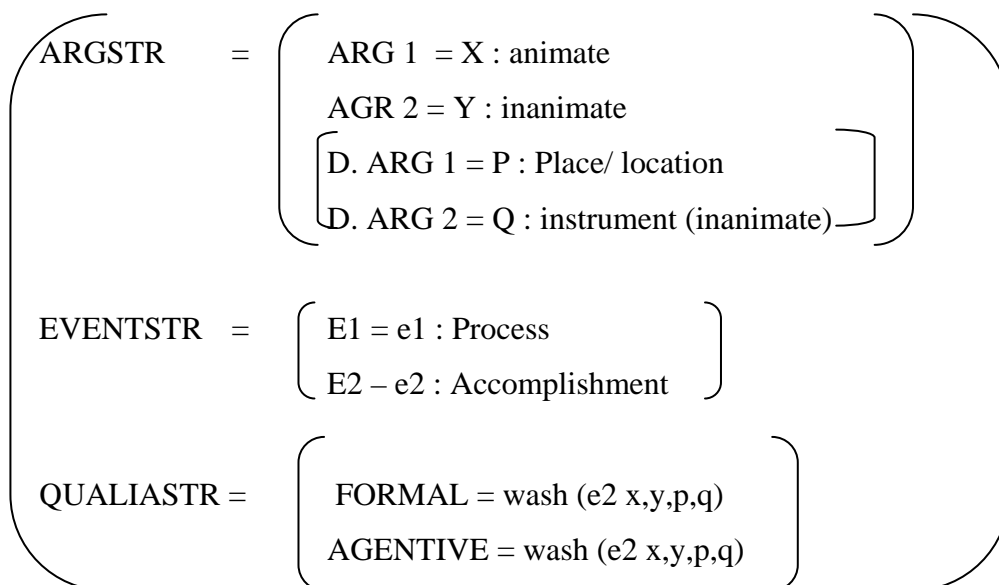 ARGSTR = ARG 1 = X : animate
AGR 2 = Y : inanimate
D. ARG 1 = P : Place/ location
D. ARG 2 = Q : instrument (inanimate)
EVENTSTR = E1 = e1 : Process
E2 – e2 : Accomplishment
QUALIASTR = FORMAL = wash (e2 x,y,p,q)
AGENTIVE = wash (e2 x,y,p,q)